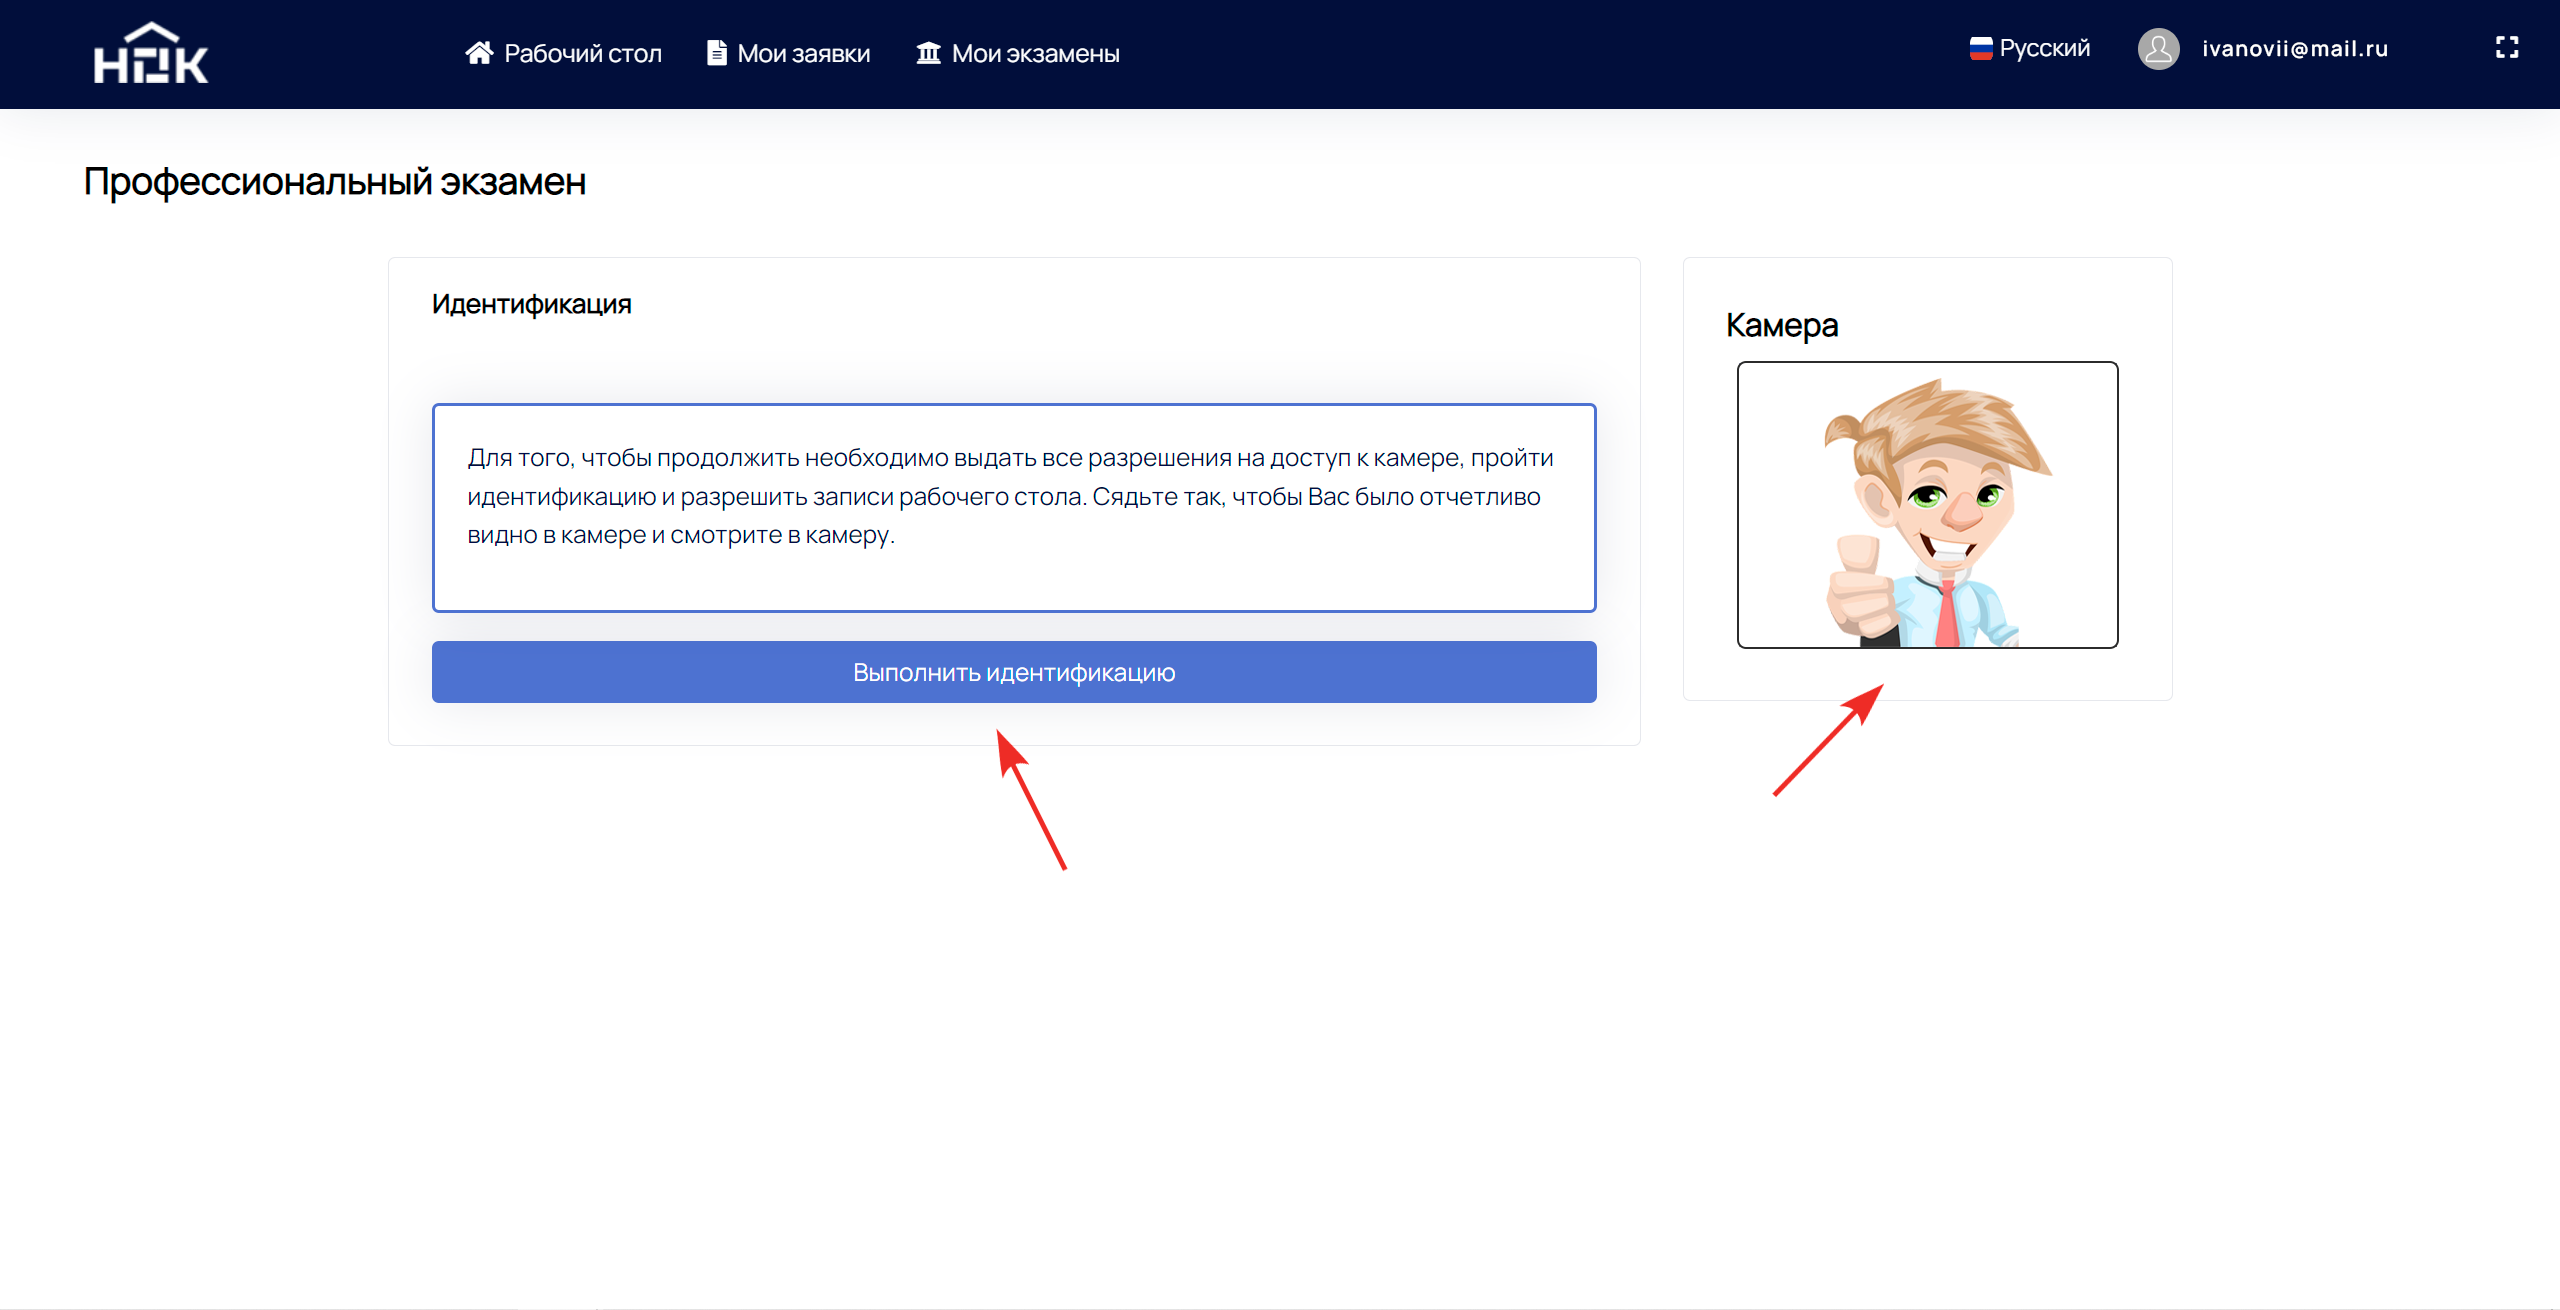 НОК
Рабочий стол
Мои заявки
Мои экзамены
Русский
ivanovii@mail.ru
Профессиональный экзамен
Идентификация
Для того, чтобы продолжить необходимо выдать все разрешения на доступ к камере, пройти
идентификацию и разрешить записи рабочего стола. Сядьте так, чтобы Вас было отчетливо
видно в камере и смотрите в камеру.
Выполнить идентификацию
Камера